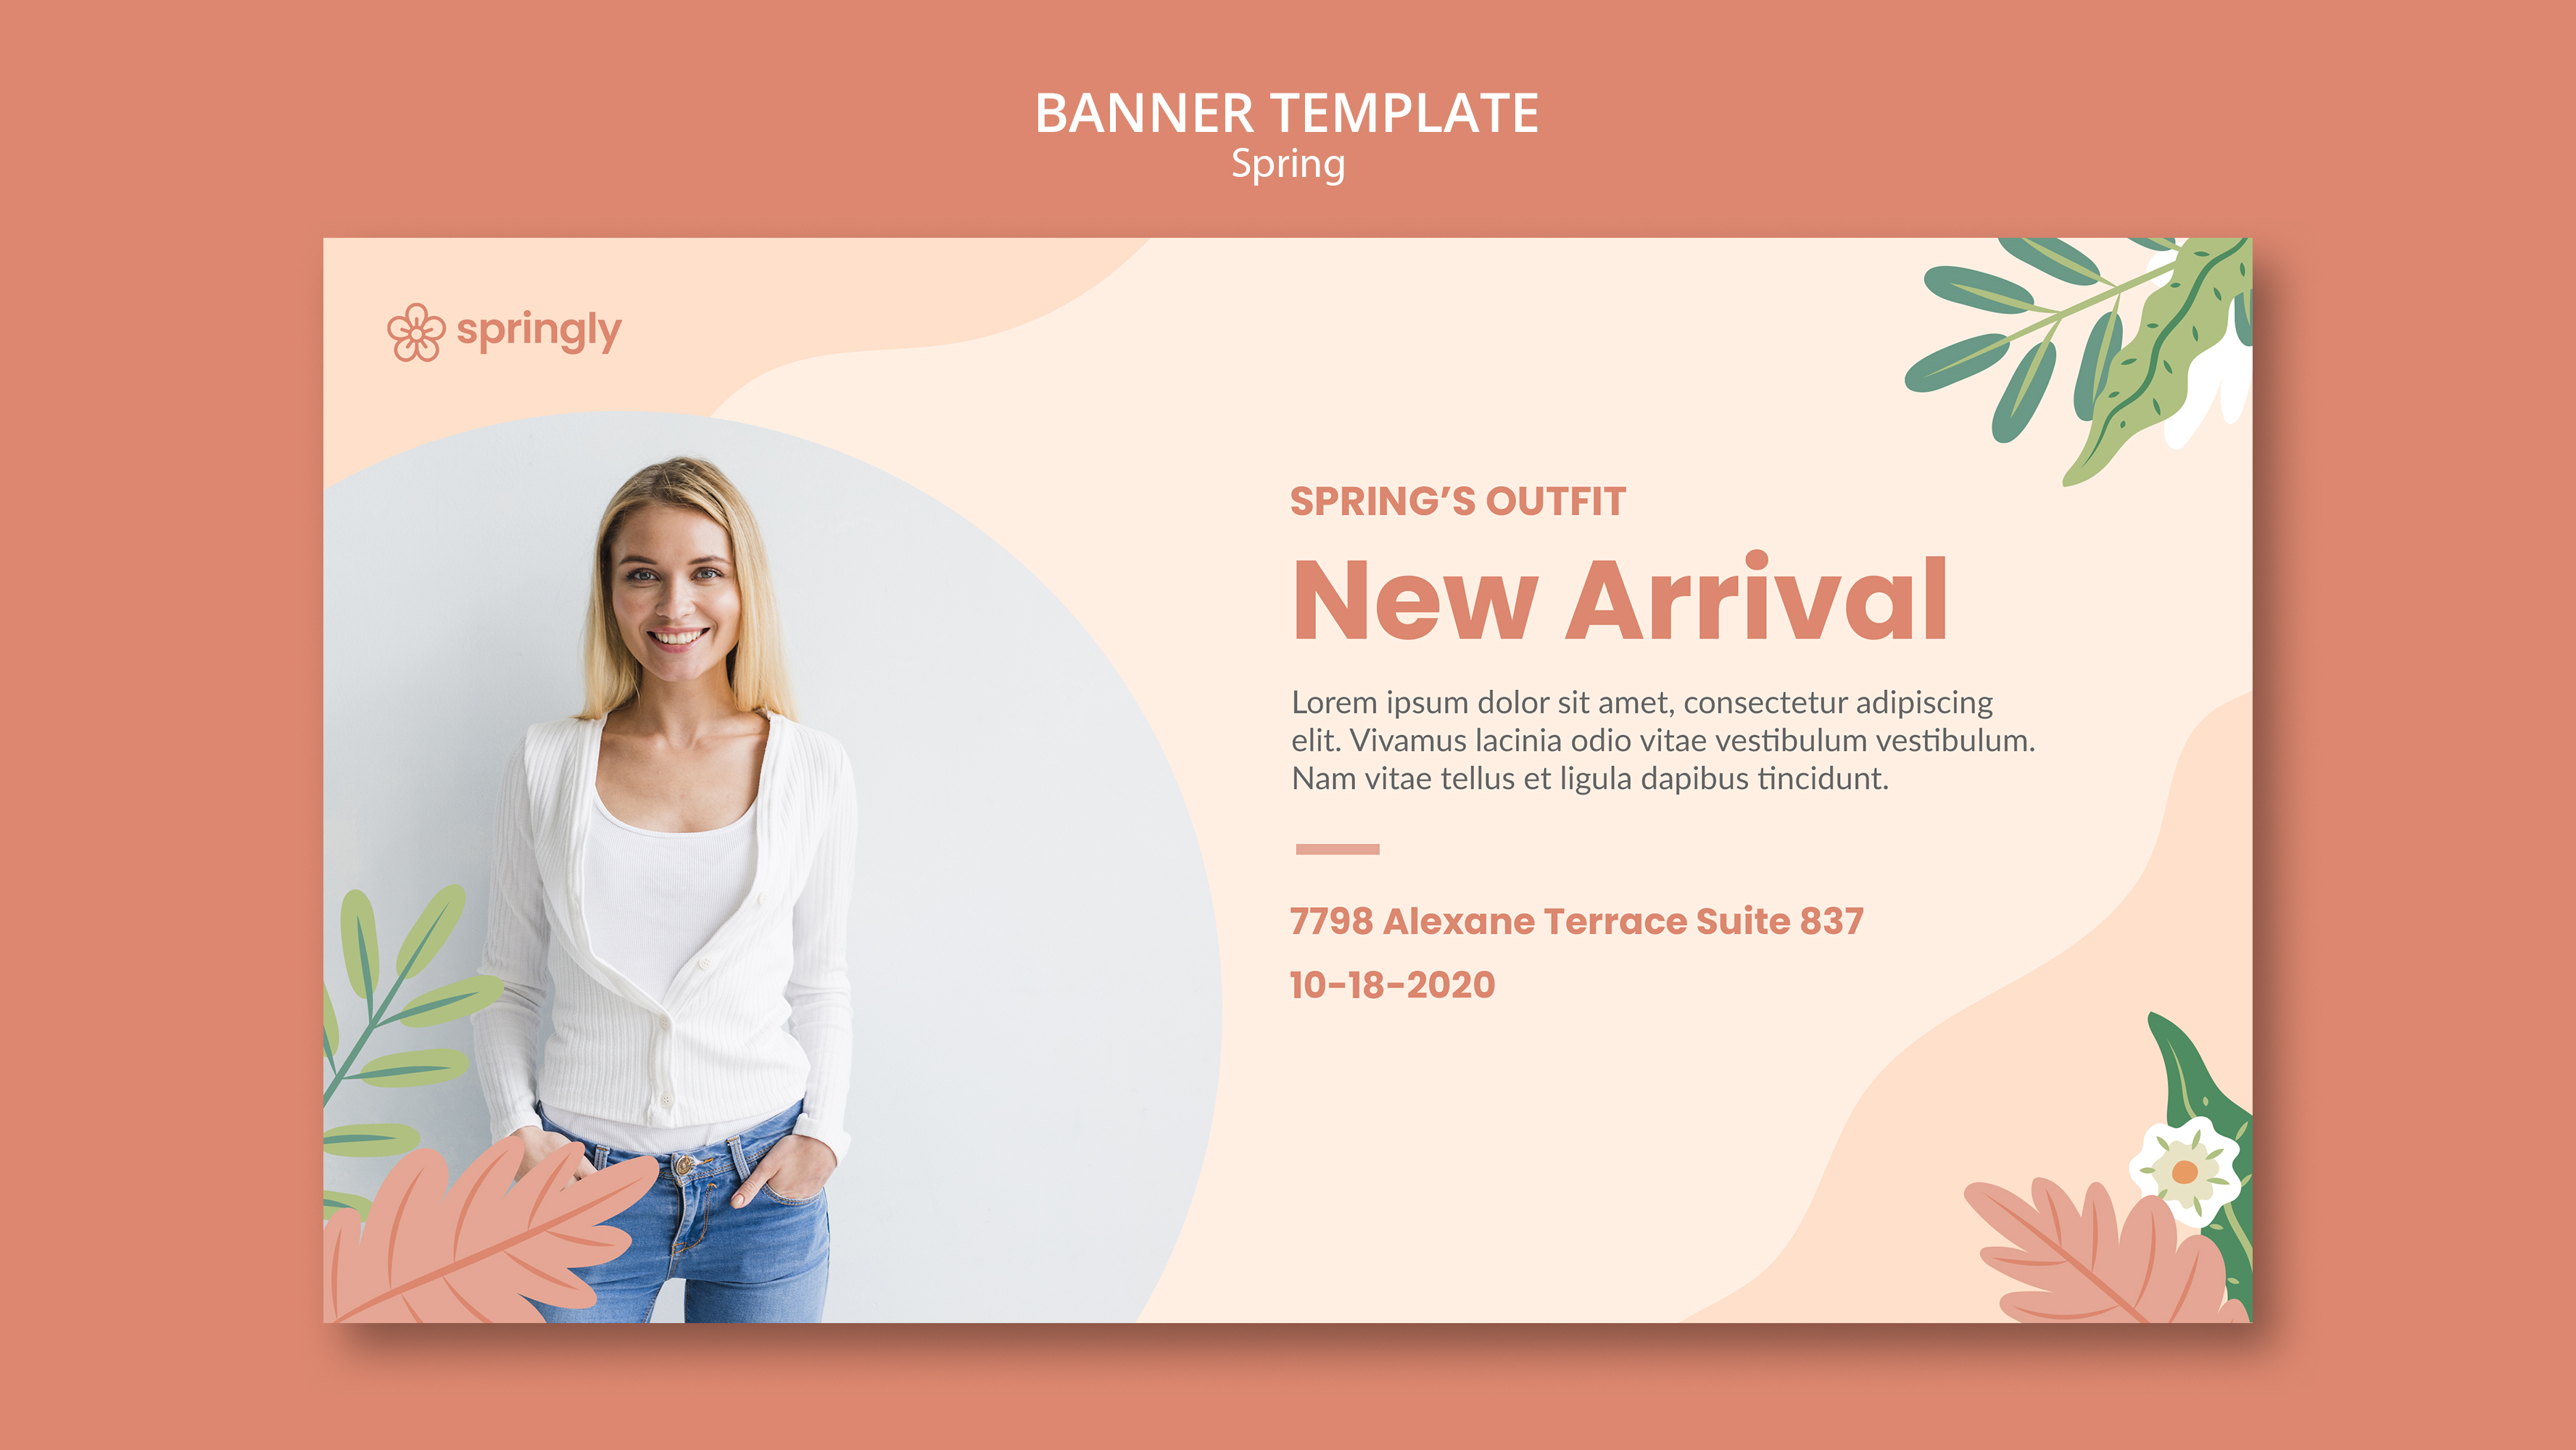 BANNER TEMPLATE
Spring
springly
SPRING’S OUTFIT
New Arrival
Lorem ipsum dolor sit amet, consectetur adipiscing
elit. Vivamus lacinia odio vitae vestibulum vestibulum.
Nam vitae tellus et ligula dapibus tincidunt.
7798 Alexane Terrace Suite 837
10-18-2020